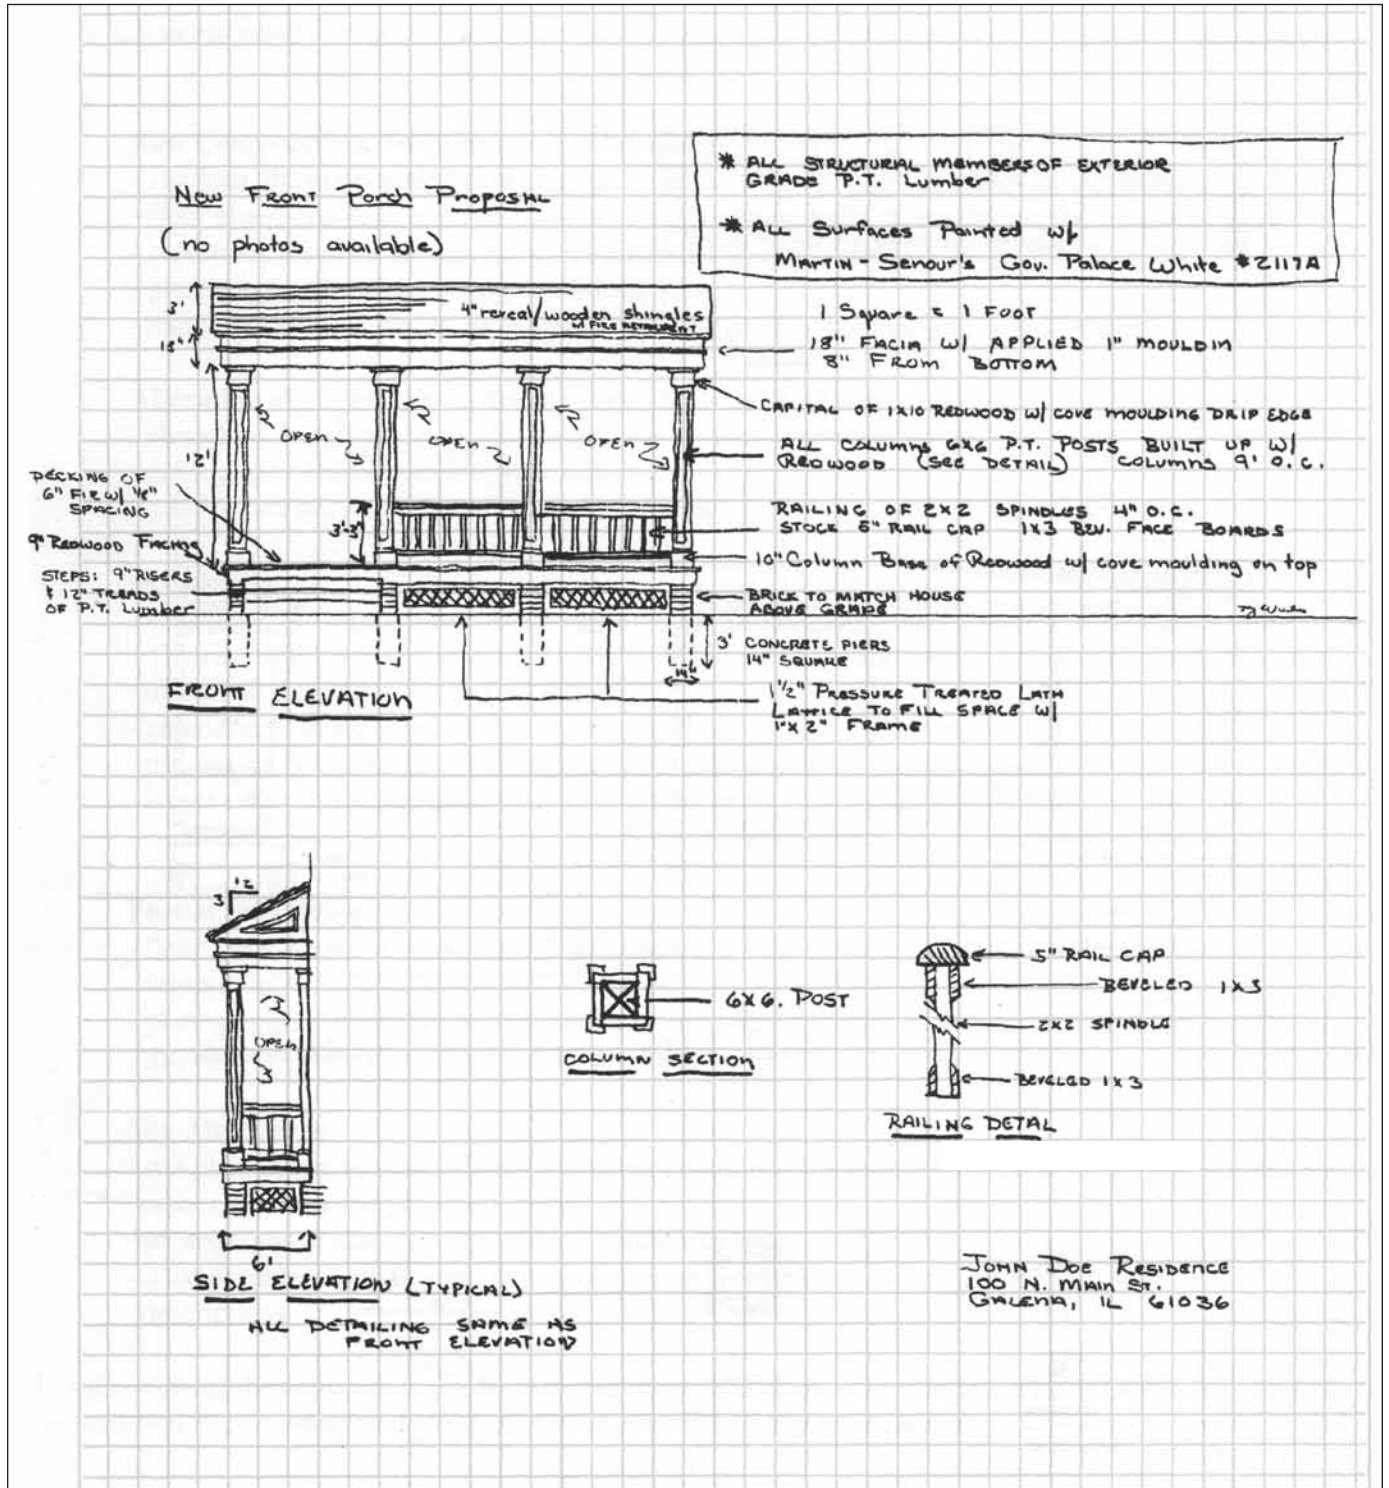 New Front Porch Proposal
(no photos available)
* ALL STRUCTURAL MEMBERS OF EXTERIOR
GRADE P.T. Lumber
* ALL Surfaces Painted w/
MARTIN-Senour's Gov. Palace White #2117A
3'
4" reveal/wooden shingles
w/ FIRE RETARDENT
18"
1 Square = 1 FOOT
18" FACIA W/ APPLIED 1" MOULDIN
8" FROM BOTTOM
CAPITAL OF 1X10 REDWOOD W/ COVE MOULDING DRIP EDGE
OPEN
OPEN
OPEN
12'
ALL COLUMNS 6X6 P.T. POSTS BUILT UP W/
REDWOOD (SEE DETAIL) COLUMNS 9' O.C.
DECKING OF
6" FIR W/ 1/8"
SPACING
3'-3"
RAILING OF 2X2 SPINDLES 4" O.C.
STOCK 5" RAIL CAP 1X3 BEV. FACE BOARDS
9" REDWOOD FACING
10" Column Base of Redwood w/ cove moulding on top
STEPS: 9" RISERS
& 12" TREADS
OF P.T. Lumber
BRICK TO MATCH HOUSE
ABOVE GRADE
3' CONCRETE PIERS
14" SQUARE
14"
1 1/2" PRESSURE TREATED LATH
LATTICE TO FILL SPACE W/
1"X2" FRAME
FRONT ELEVATION
12
3
OPEN
6'
SIDE ELEVATION (TYPICAL)
ALL DETAILING SAME AS
FRONT ELEVATION
6X6. POST
COLUMN SECTION
5" RAIL CAP
BEVELED 1X3
2X2 SPINDLE
BEVELED 1X3
RAILING DETAL
JOHN DOE RESIDENCE
100 N. MAIN ST.
GALENA, IL 61036